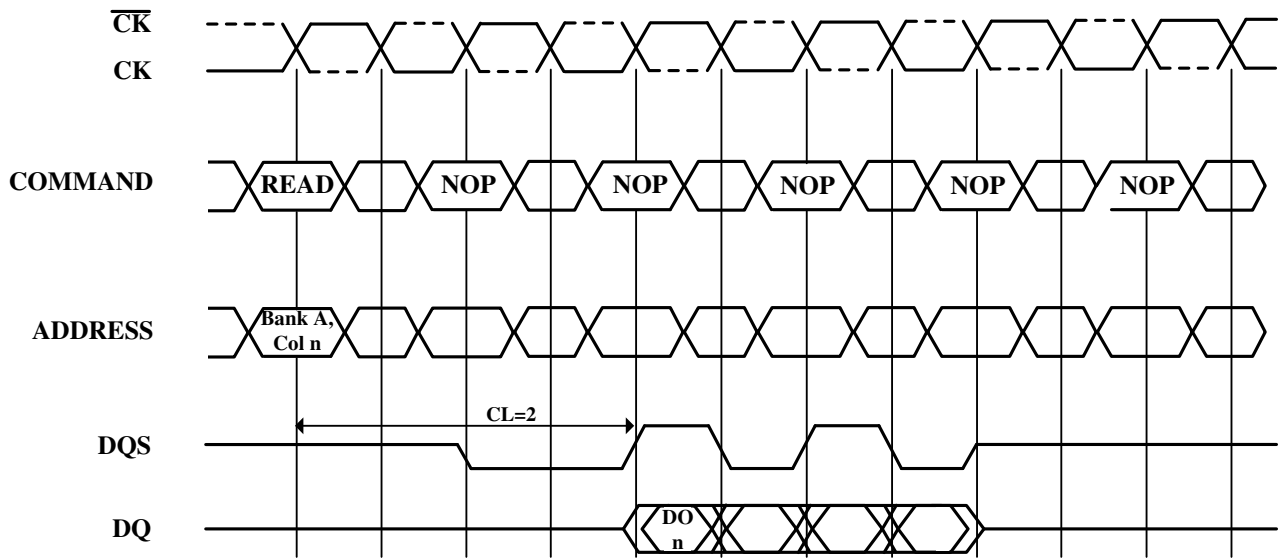 CK
CK
COMMAND READ NOP NOP NOP NOP NOP
ADDRESS Bank A,
Col n
CL=2
DQS
DQ DO
n